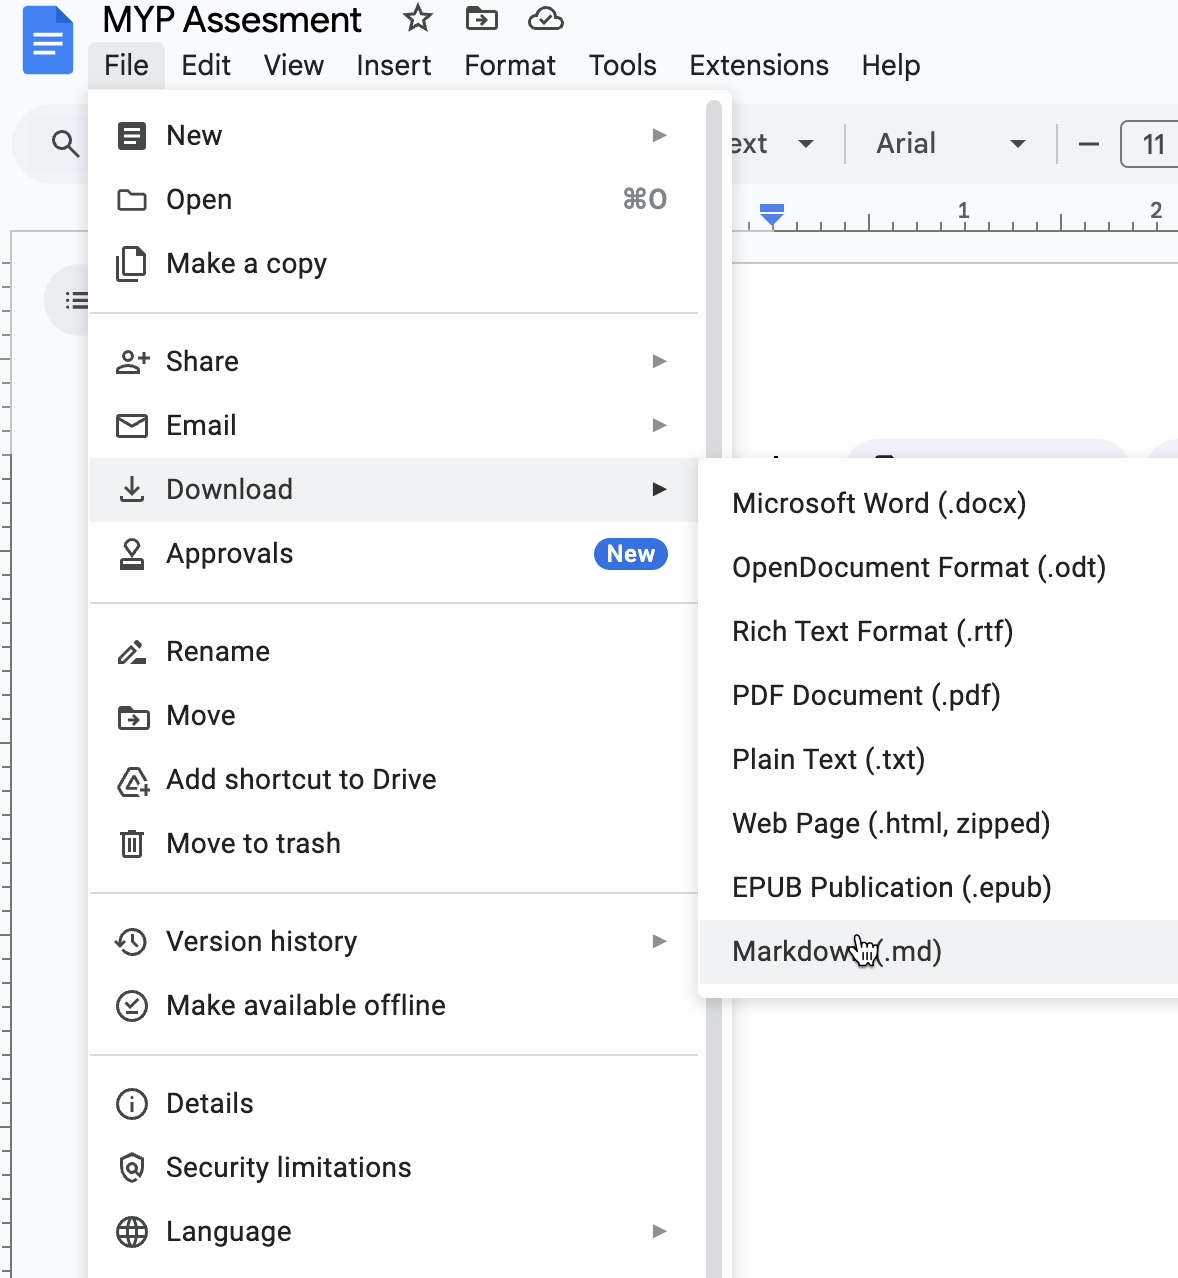 MYP Assesment
File Edit View Insert Format Tools Extensions Help
Arial 11
1 2
New
Open ⌘O
Make a copy
Share
Email
Download
Approvals New
Rename
Move
Add shortcut to Drive
Move to trash
Version history
Make available offline
Details
Security limitations
Language
Microsoft Word (.docx)
OpenDocument Format (.odt)
Rich Text Format (.rtf)
PDF Document (.pdf)
Plain Text (.txt)
Web Page (.html, zipped)
EPUB Publication (.epub)
Markdown (.md)